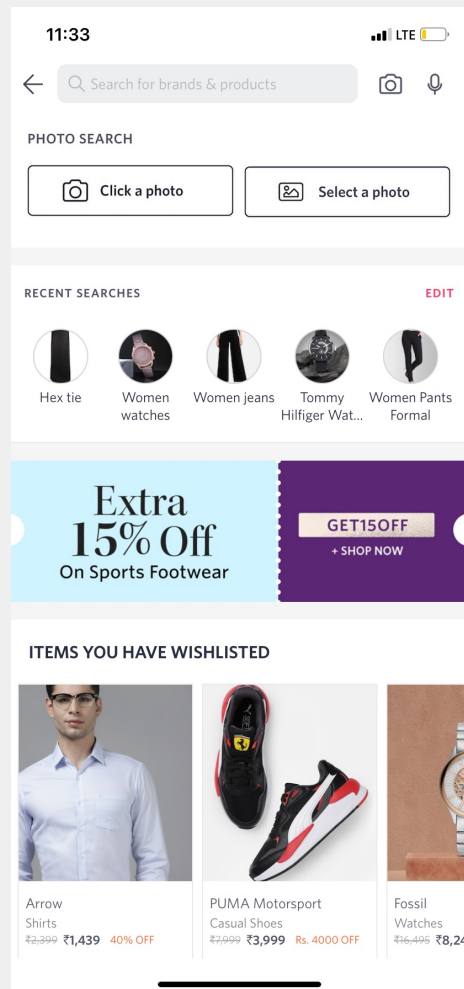 11:33
LTE
Search for brands & products
PHOTO SEARCH
Click a photo
Select a photo
RECENT SEARCHES
EDIT
Hex tie
Women
watches
Women jeans
Tommy
Hilfiger Wat...
Women Pants
Formal
Extra
15% Off
On Sports Footwear
GET15OFF
+ SHOP NOW
ITEMS YOU HAVE WISHLISTED
Arrow
Shirts
₹2,399 ₹1,439 40% OFF
PUMA Motorsport
Casual Shoes
₹7,999 ₹3,999 Rs. 4000 OFF
Fossil
Watches
₹16,495